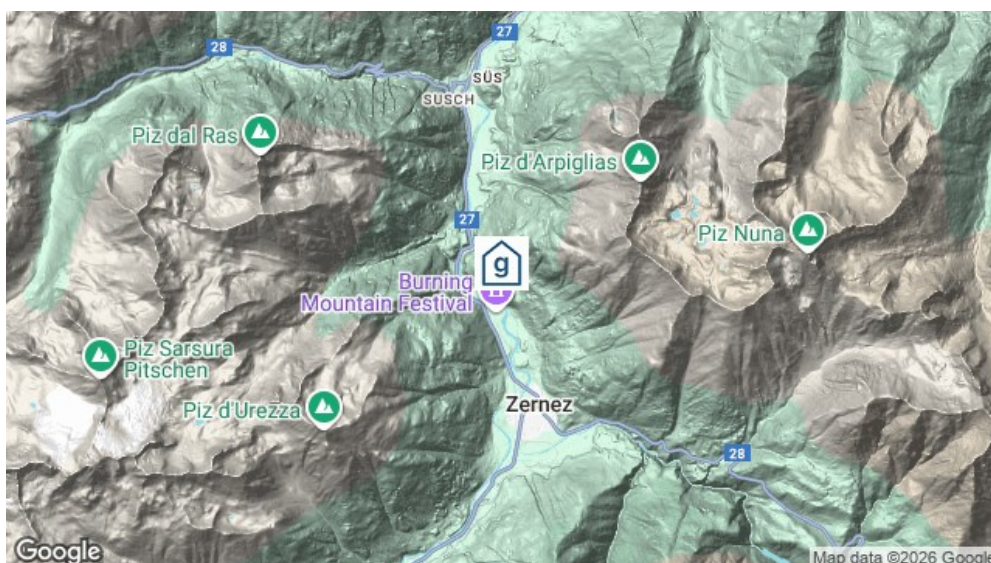 27
28
SÜS
SUSCH
Piz dal Ras
Piz d'Arpiglias
27
Piz Nuna
g
Burning
Mountain Festival
Piz Sarsura
Pitschen
Piz d'Urezza
Zernez
28
Google
Map data ©2026 Google